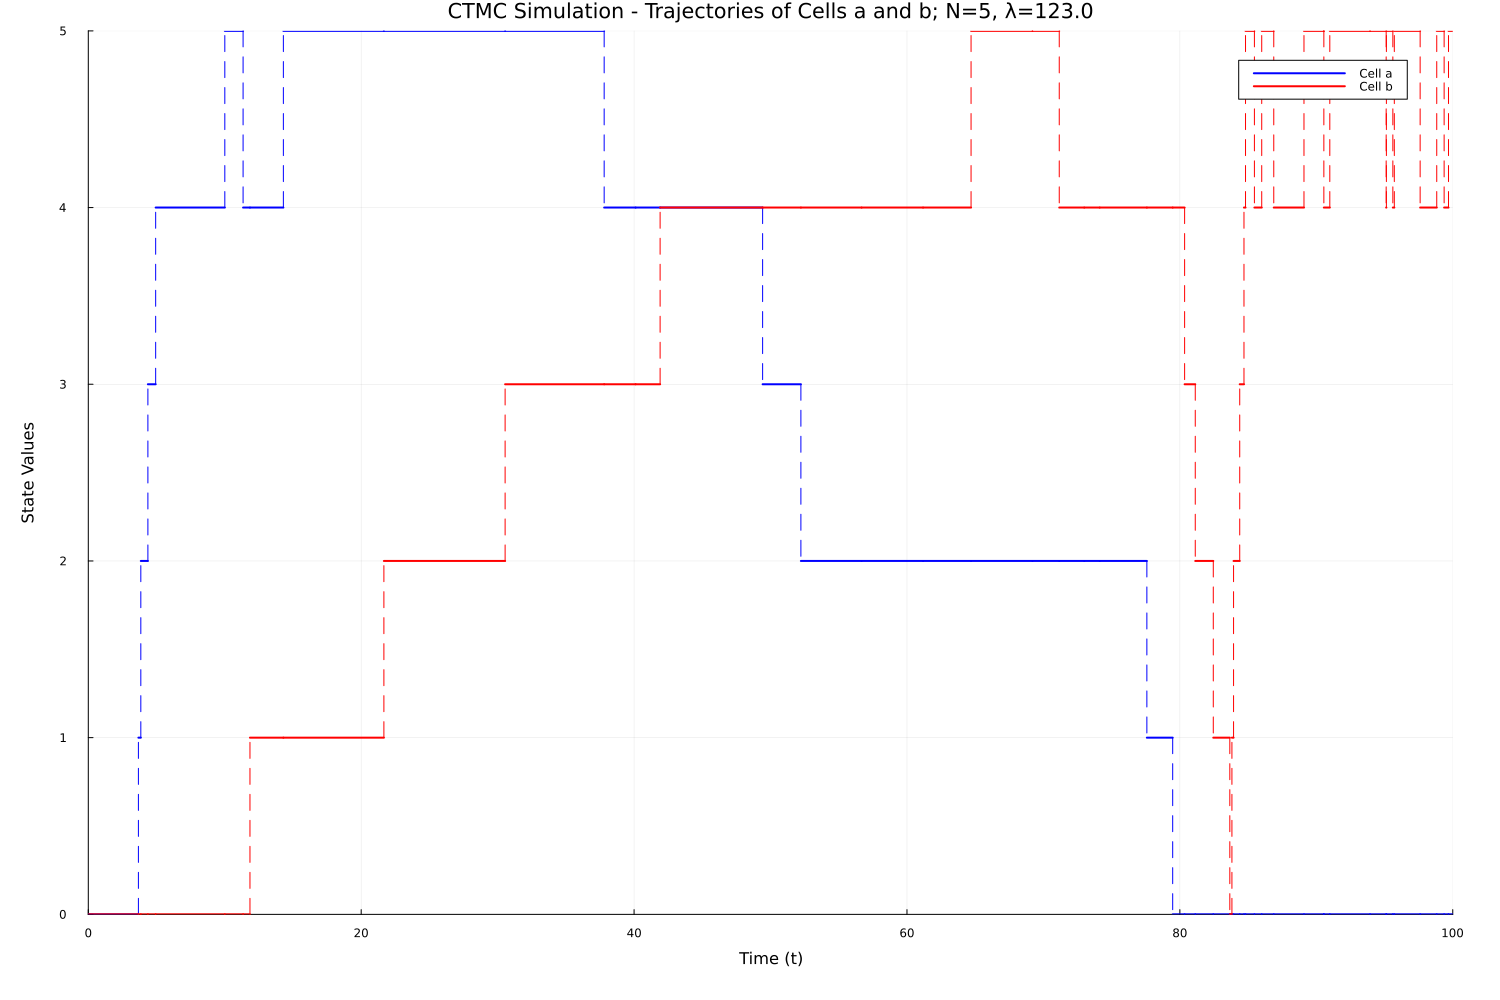 CTMC Simulation - Trajectories of Cells a and b; N=5, λ=123.0
5
Cell a
Cell b
4
3
State Values
2
1
0
0 20 40 60 80 100
Time (t)